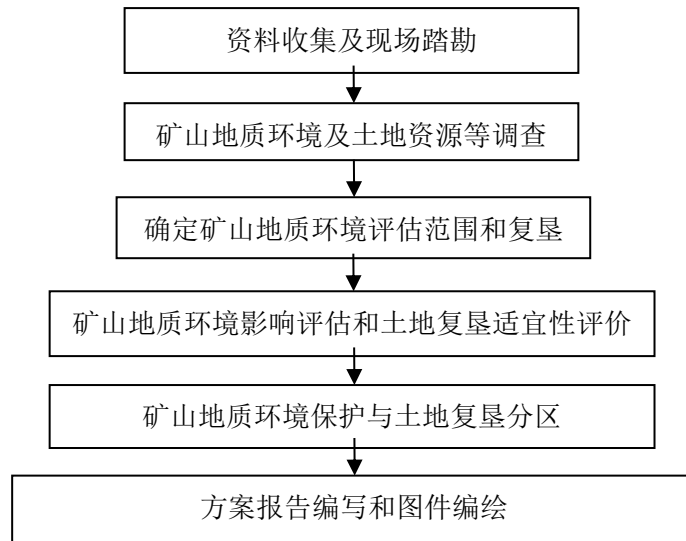 资料收集及现场踏勘
矿山地质环境及土地资源等调查
确定矿山地质环境评估范围和复垦
矿山地质环境影响评估和土地复垦适宜性评价
矿山地质环境保护与土地复垦分区
方案报告编写和图件编绘